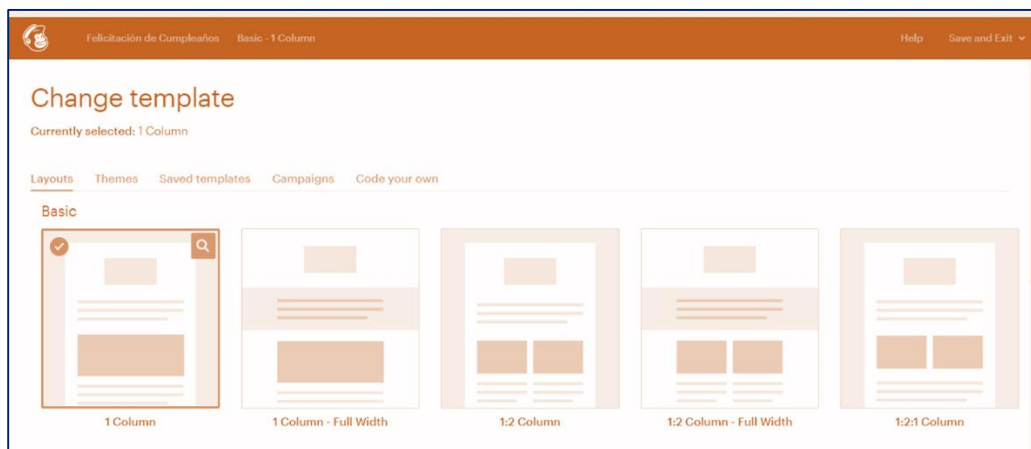 Felicitación de Cumpleaños Basic - 1 Column Help Save and Exit
Change template
Currently selected: 1 Column
Layouts Themes Saved templates Campaigns Code your own
Basic
1 Column 1 Column - Full Width 1:2 Column 1:2 Column - Full Width 1:2:1 Column